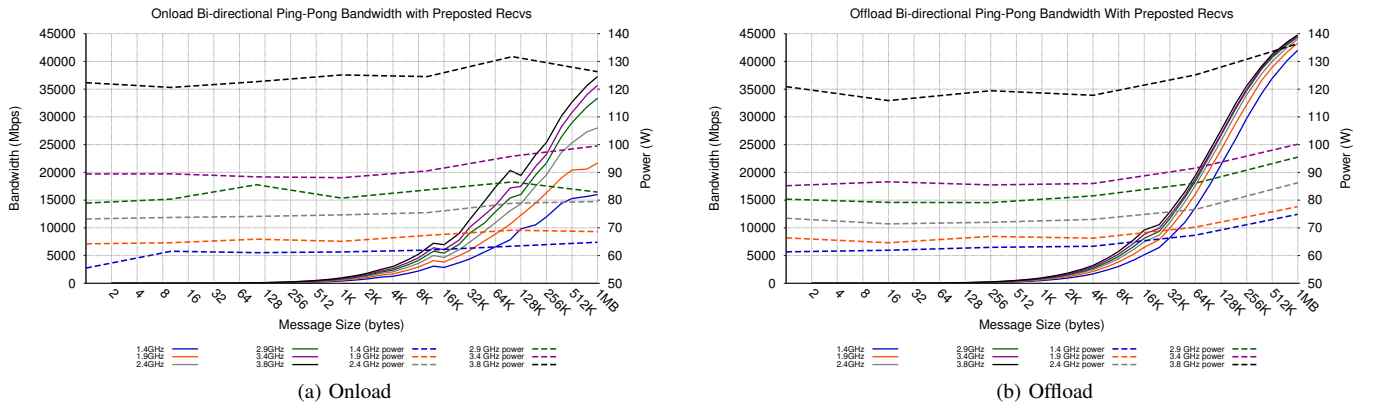 Onload Bi-directional Ping-Pong Bandwidth with Preposted Recvs
45000
40000
35000
30000
25000
20000
15000
10000
5000
0
Bandwidth (Mbps)
140
130
120
110
100
90
80
70
60
50
Power (W)
2 4 8 16 32 64 128 256 512 1K 2K 4K 8K 16K 32K 64K 128K 256K 512K 1MB
Message Size (bytes)
1.4GHz 2.9GHz 1.4 GHz power 2.9 GHz power
1.9GHz 3.4GHz 1.9 GHz power 3.4 GHz power
2.4GHz 3.8GHz 2.4 GHz power 3.8 GHz power
(a) Onload
Offload Bi-directional Ping-Pong Bandwidth With Preposted Recvs
45000
40000
35000
30000
25000
20000
15000
10000
5000
0
Bandwidth (Mbps)
140
130
120
110
100
90
80
70
60
50
Power (W)
2 4 8 16 32 64 128 256 512 1K 2K 4K 8K 16K 32K 64K 128K 256K 512K 1MB
Message Size (bytes)
1.4GHz 2.9GHz 1.4 GHz power 2.9 GHz power
1.9GHz 3.4GHz 1.9 GHz power 3.4 GHz power
2.4GHz 3.8GHz 2.4 GHz power 3.8 GHz power
(b) Offload